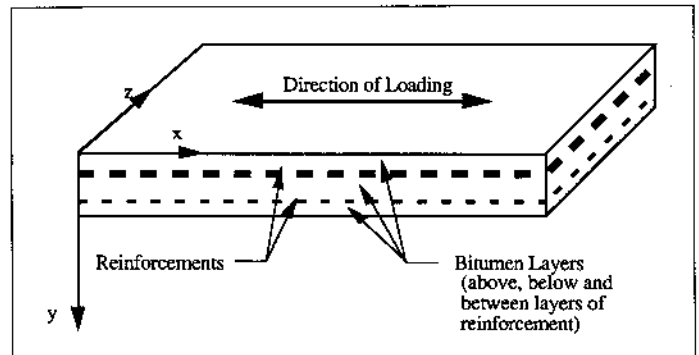 Direction of Loading
z
x
Reinforcements
Bitumen Layers
(above, below and
between layers of
reinforcement)
y